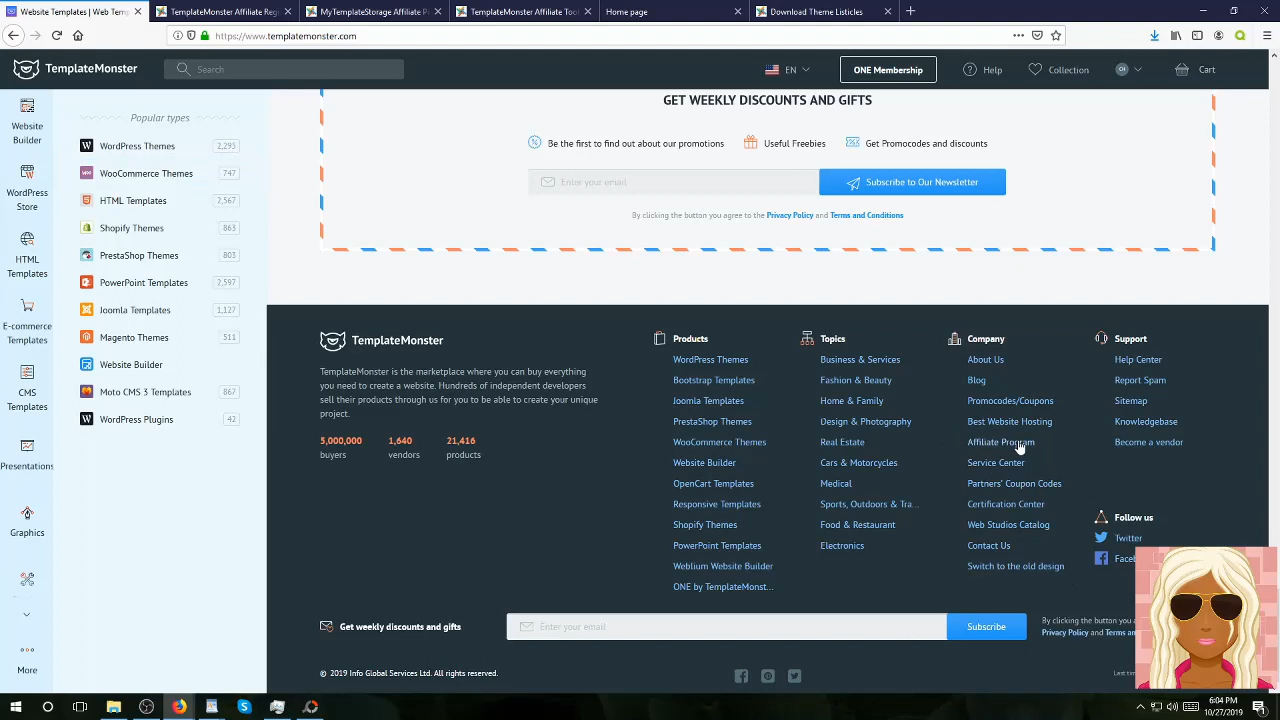 Website Builders | Web Tem
TemplateMonster Affiliate Reg
MyTemplateStorage Affiliate P
TemplateMonster Affiliate Tool
Home page
Download Theme Listicles
https://www.templatemonster.com
TemplateMonster
Search
EN
ONE Membership
Help
Collection
OI
Cart
Website Builder
WordPress Store
HTML Templates
E-commerce Templates
CMS Templates
Presentations
Graphics
More
Popular types
WordPress Themes 2,295
WooCommerce Themes 747
HTML Templates 2,567
Shopify Themes 863
PrestaShop Themes 803
PowerPoint Templates 2,597
Joomla Templates 1,127
Magento Themes 511
Website Builder
Moto CMS 3 Templates 867
WordPress Plugins 42
GET WEEKLY DISCOUNTS AND GIFTS
Be the first to find out about our promotions
Useful Freebies
Get Promocodes and discounts
Enter your email
Subscribe to Our Newsletter
By clicking the button you agree to the Privacy Policy and Terms and Conditions
TemplateMonster
TemplateMonster is the marketplace where you can buy everything
you need to create a website. Hundreds of independent developers
sell their products through us for you to be able to create your unique
project.
5,000,000 buyers
1,640 vendors
21,416 products
Products
WordPress Themes
Bootstrap Templates
Joomla Templates
PrestaShop Themes
WooCommerce Themes
Website Builder
OpenCart Templates
Responsive Templates
Shopify Themes
PowerPoint Templates
Weblium Website Builder
ONE by TemplateMonst...
Topics
Business & Services
Fashion & Beauty
Home & Family
Design & Photography
Real Estate
Cars & Motorcycles
Medical
Sports, Outdoors & Tra...
Food & Restaurant
Electronics
Company
About Us
Blog
Promocodes/Coupons
Best Website Hosting
Affiliate Program
Service Center
Partners' Coupon Codes
Certification Center
Web Studios Catalog
Contact Us
Switch to the old design
Support
Help Center
Report Spam
Sitemap
Knowledgebase
Become a vendor
Follow us
Twitter
Faceb
Get weekly discounts and gifts
Enter your email
Subscribe
By clicking the button you a
Privacy Policy and Terms an
© 2019 Info Global Services Ltd. All rights reserved.
Last tim
6:04 PM
10/27/2019